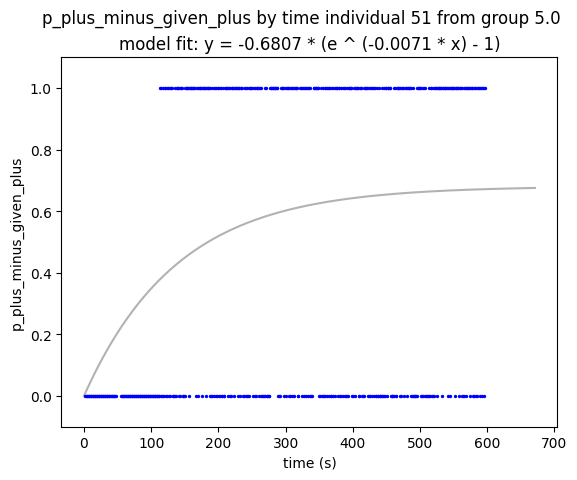 p_plus_minus_given_plus by time individual 51 from group 5.0
model fit: y = -0.6807 * (e ^ (-0.0071 * x) - 1)
1.0
0.8
0.6
0.4
0.2
0.0
p_plus_minus_given_plus
0 100 200 300 400 500 600 700
time (s)